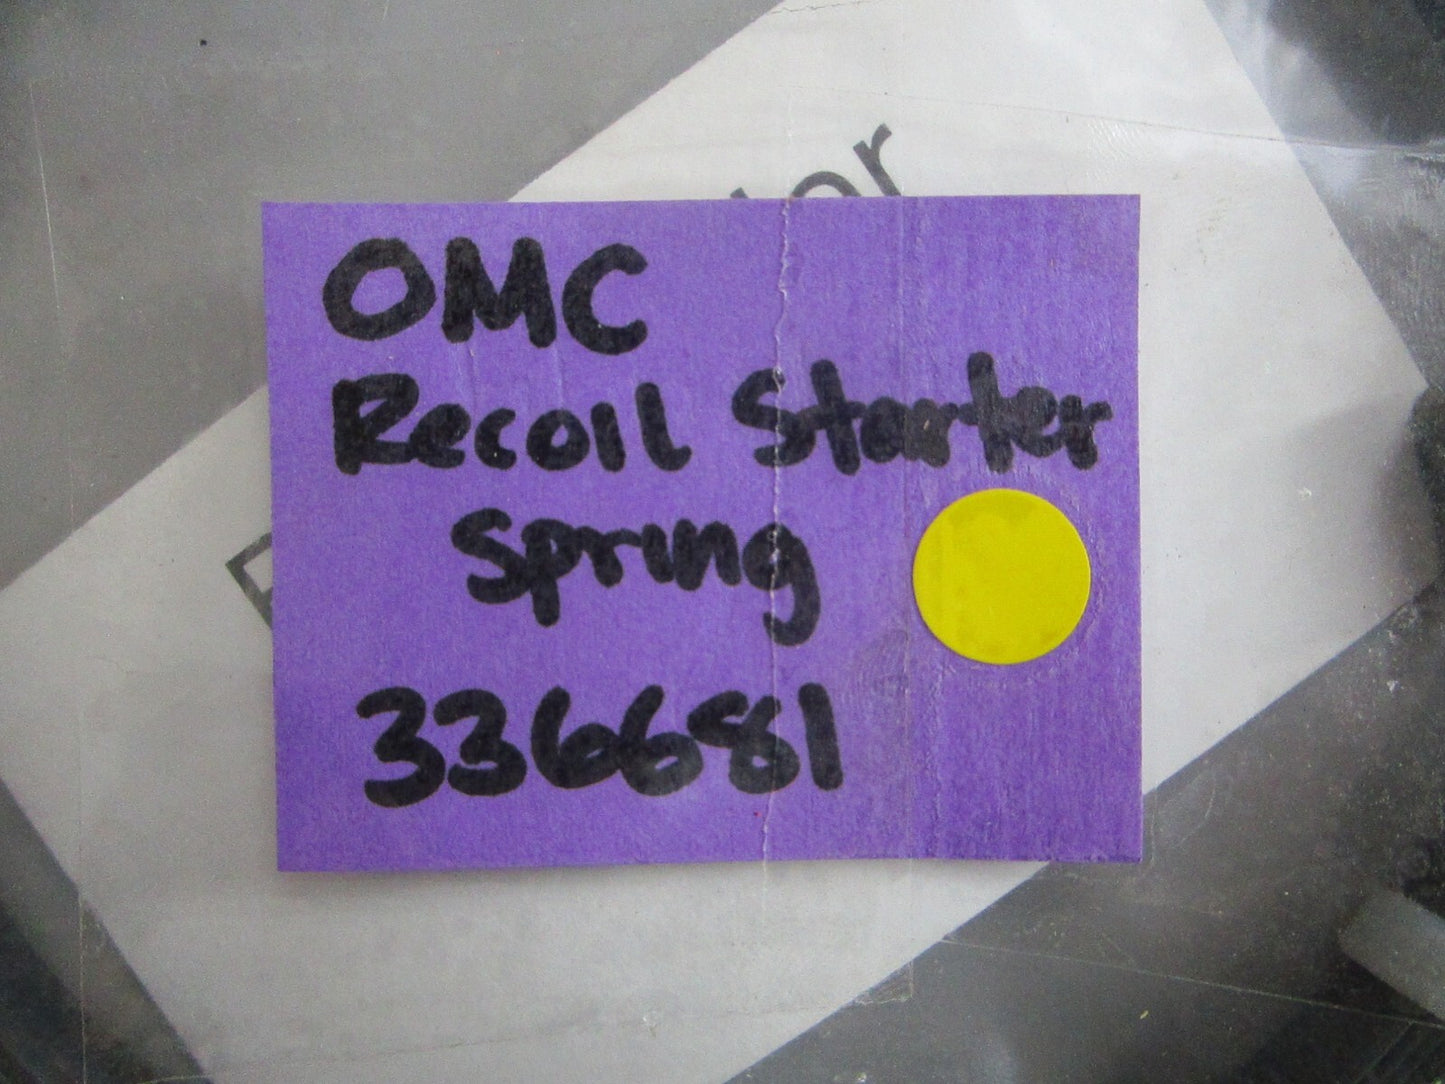 OMC
Recoil Starter
Spring
336681